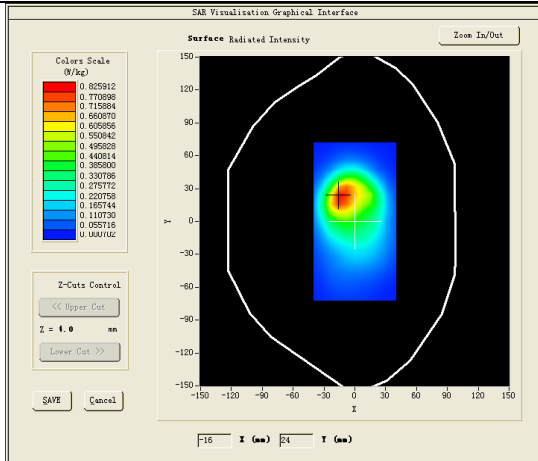 SAR Visualisation Graphical Interface
Surface Radiated Intensity
Zoom In/Out
Colors Scale
(W/kg)
0.825912
0.770898
0.715884
0.660870
0.605856
0.550842
0.495828
0.440814
0.385800
0.330786
0.275772
0.220758
0.165744
0.110730
0.055716
0.000702
150
120
90
60
30
0
-30
-60
-90
-120
-150
Y
-150 -120 -90 -60 -30 0 30 60 90 120 150
X
Z-Cuts Control
<< Upper Cut
Z = 4.0 mm
Lower Cut >>
SAVE Cancel
-16 X (mm) 24 Y (mm)